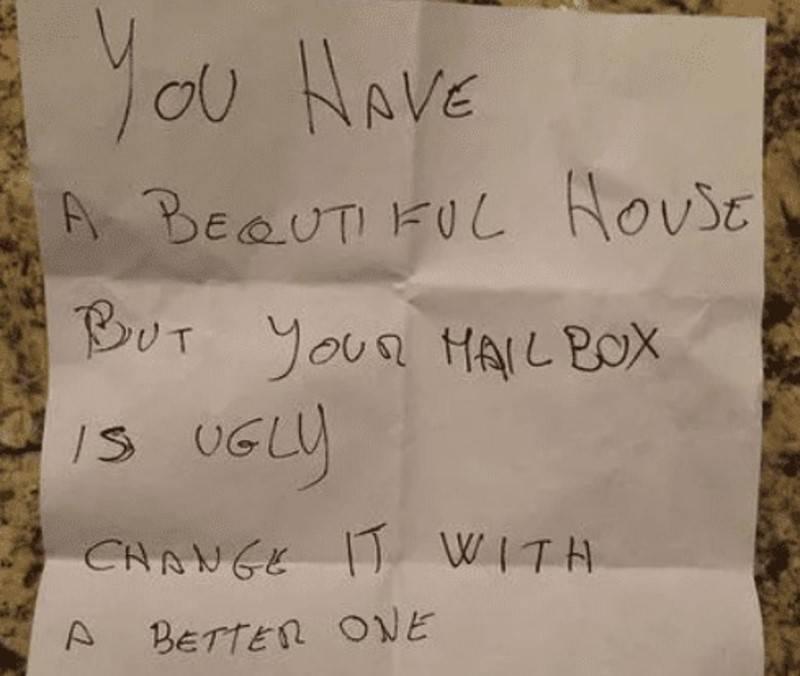 YOU HAVE
A BEAUTIFUL HOUSE
BUT YOUR MAILBOX
IS UGLY
CHANGE IT WITH
A BETTER ONE